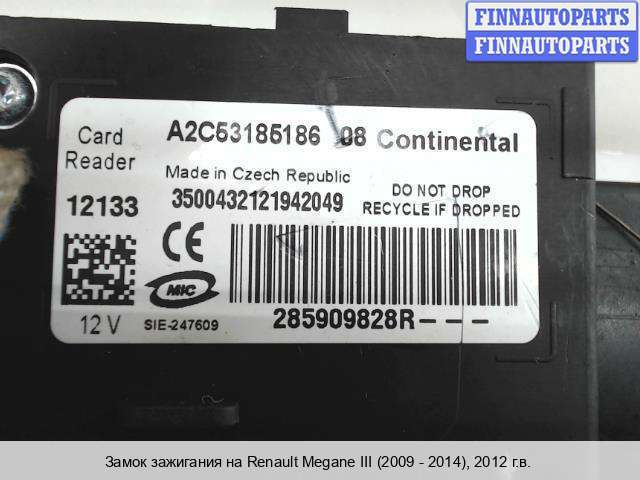 FINNAUTOPARTS
FINNAUTOPARTS
Card Reader
A2C53185186 08 Continental
Made in Czech Republic
12133
3500432121942049
DO NOT DROP
RECYCLE IF DROPPED
CE
MIC
12 V
SIE-247609
285909828R---
Замок зажигания на Renault Megane III (2009 - 2014), 2012 г.в.